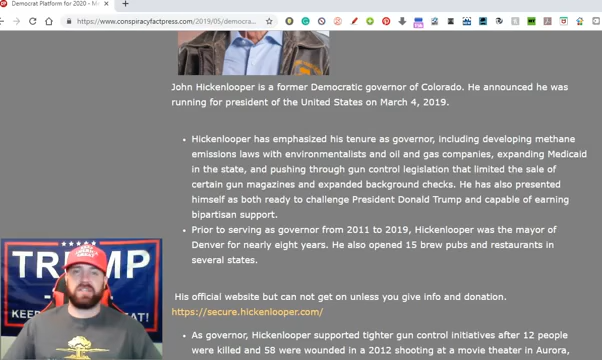 Democrat Platform for 2020 - M
https://www.conspiracyfactpress.com/2019/05/democra...
John Hickenlooper is a former Democratic governor of Colorado. He announced he was
running for president of the United States on March 4, 2019.
• Hickenlooper has emphasized his tenure as governor, including developing methane
emissions laws with environmentalists and oil and gas companies, expanding Medicaid
in the state, and pushing through gun control legislation that limited the sale of
certain gun magazines and expanded background checks. He has also presented
himself as both ready to challenge President Donald Trump and capable of earning
bipartisan support.
• Prior to serving as governor from 2011 to 2019, Hickenlooper was the mayor of
Denver for nearly eight years. He also opened 15 brew pubs and restaurants in
several states.
His official website but can not get on unless you give info and donation.
https://secure.hickenlooper.com/
• As governor, Hickenlooper supported tighter gun control initiatives after 12 people
were killed and 58 were wounded in a 2012 shooting at a movie theater in Aurora,
TRUMP
KEEP AT!